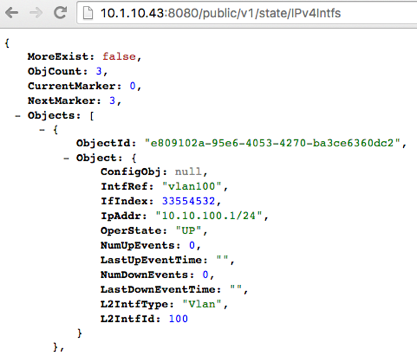 10.1.10.43:8080/public/v1/state/IPv4Intfs
{
MoreExist: false,
ObjCount: 3,
CurrentMarker: 0,
NextMarker: 3,
- Objects: [
- {
ObjectId: "e809102a-95e6-4053-4270-ba3ce6360dc2",
- Object: {
ConfigObj: null,
IntfRef: "vlan100",
IfIndex: 33554532,
IpAddr: "10.10.100.1/24",
OperState: "UP",
NumUpEvents: 0,
LastUpEventTime: "",
NumDownEvents: 0,
LastDownEventTime: "",
L2IntfType: "Vlan",
L2IntfId: 100
}
},